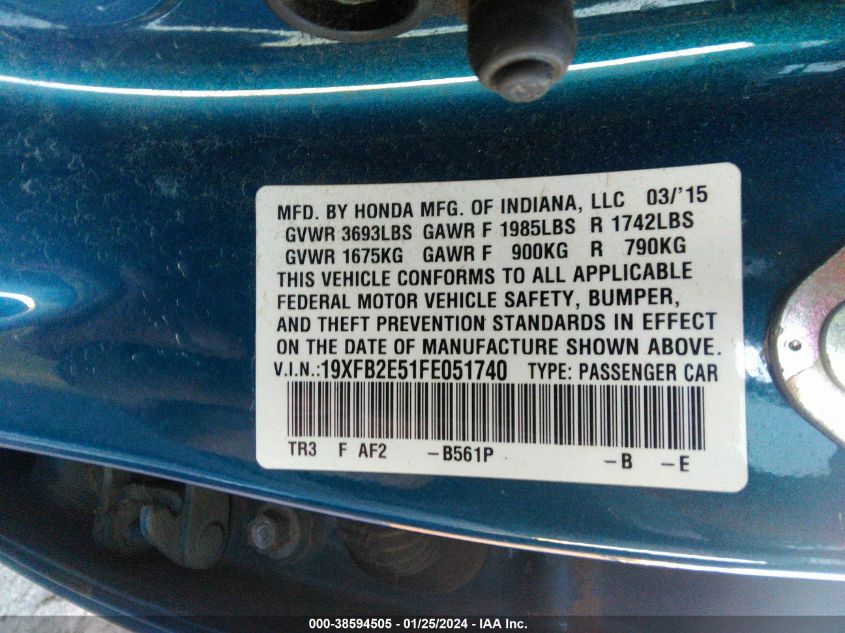 MFD. BY HONDA MFG. OF INDIANA, LLC 03/'15
GVWR 3693LBS GAWR F 1985LBS R 1742LBS
GVWR 1675KG GAWR F 900KG R 790KG
THIS VEHICLE CONFORMS TO ALL APPLICABLE
FEDERAL MOTOR VEHICLE SAFETY, BUMPER,
AND THEFT PREVENTION STANDARDS IN EFFECT
ON THE DATE OF MANUFACTURE SHOWN ABOVE.
V.I.N.:19XFB2E51FE051740 TYPE: PASSENGER CAR
TR3 F AF2 -B561P -B -E
000-38594505 - 01/25/2024 - IAA Inc.